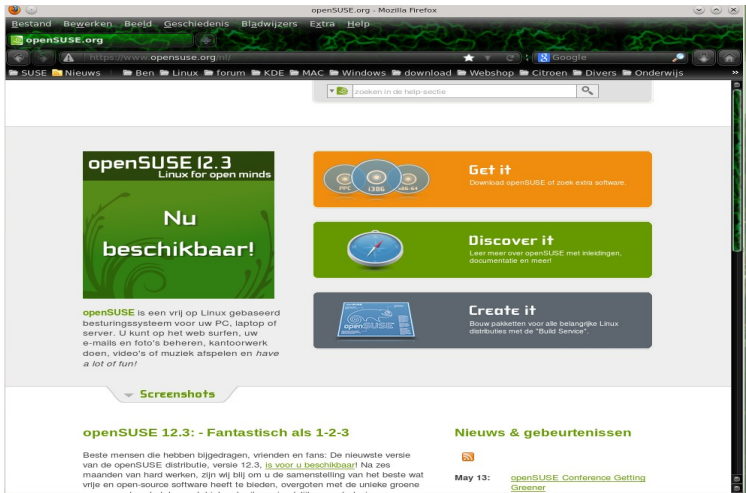 openSUSE.org - Mozilla Firefox
Bestand Bewerken Beeld Geschiedenis Bladwijzers Extra Help
openSUSE.org
https://www.opensuse.org/nl/
Google
SUSE Nieuws Ben Linux forum KDE MAC Windows download Webshop Citroen Divers Onderwijs »
zoeken in de help-sectie
openSUSE 12.3
Linux for open minds
Nu
beschikbaar!
PPC i386 x86-64
Get it
Download openSUSE of zoek extra software.
Discover it
Leer meer over openSUSE met inleidingen,
documentatie en meer!
openSUSE
Create it
Bouw pakketten voor alle belangrijke Linux
distributies met de "Build Service".
openSUSE is een vrij op Linux gebaseerd
besturingssysteem voor uw PC, laptop of
server. U kunt op het web surfen, uw
e-mails en foto's beheren, kantoorwerk
doen, video's of muziek afspelen en have
a lot of fun!
Screenshots
openSUSE 12.3: - Fantastisch als 1-2-3
Beste mensen die hebben bijgedragen, vrienden en fans: De nieuwste versie
van de openSUSE distributie, versie 12.3, is voor u beschikbaar! Na zes
maanden van hard werken, zijn wij blij om u de samenstelling van het beste wat
vrije en open-source software heeft te bieden, overgoten met de unieke groene
Nieuws & gebeurtenissen
May 13: openSUSE Conference Getting
Greener